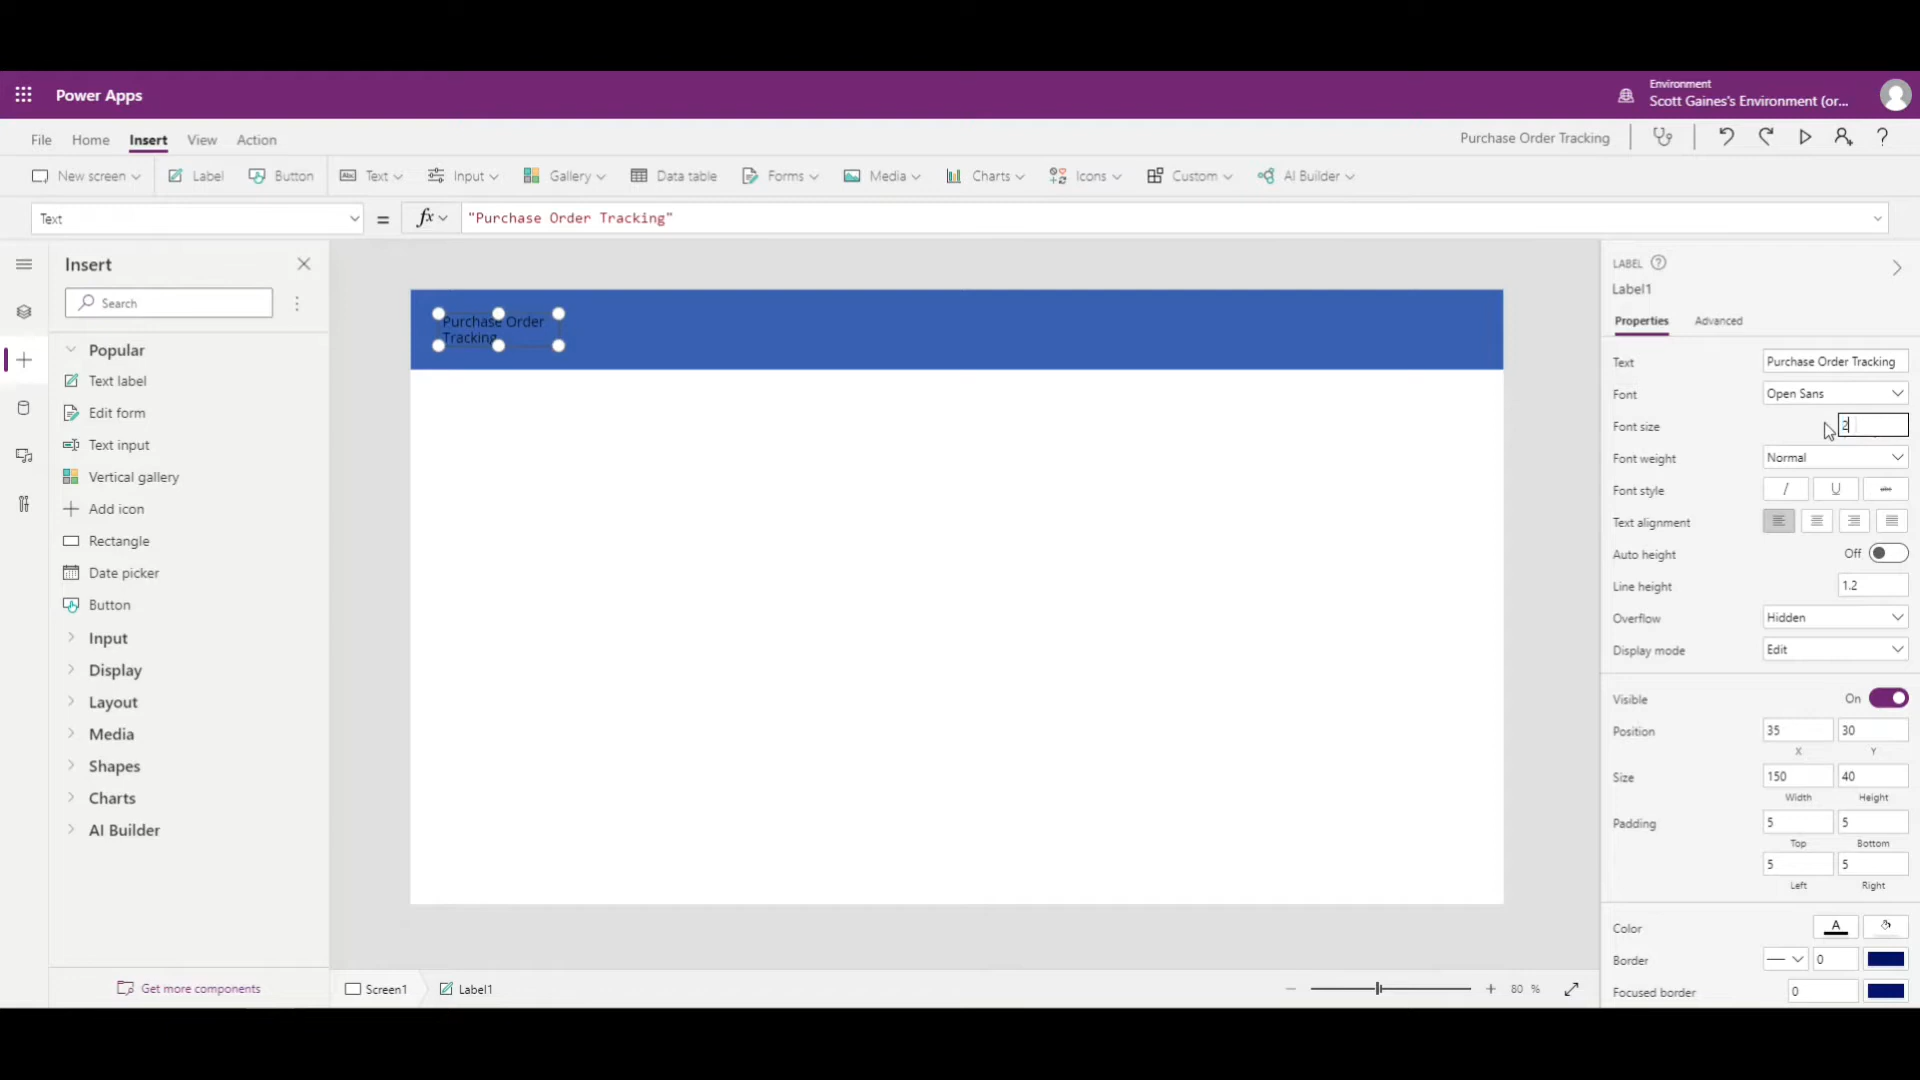 Power Apps
Environment
Scott Gaines's Environment (or...
File Home Insert View Action
Purchase Order Tracking
New screen Label Button Text Input Gallery Data table Forms Media Charts Icons Custom AI Builder
Text = fx "Purchase Order Tracking"
Insert
Search
Popular
Text label
Edit form
Text input
Vertical gallery
Add icon
Rectangle
Date picker
Button
Input
Display
Layout
Media
Shapes
Charts
AI Builder
Get more components
Purchase Order
Tracking
Screen1 Label1
80 %
LABEL
Label1
Properties Advanced
Text Purchase Order Tracking
Font Open Sans
Font size 2
Font weight Normal
Font style / U abc
Text alignment
Auto height Off
Line height 1.2
Overflow Hidden
Display mode Edit
Visible On
Position 35 30
X Y
Size 150 40
Width Height
Padding 5 5
Top Bottom
5 5
Left Right
Color A
Border 0
Focused border 0